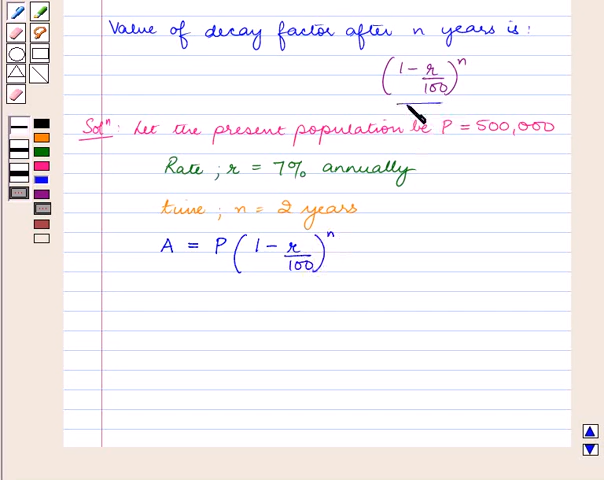 Value of decay factor after n years is:
(1 - r/100)^n
Solⁿ: Let the present population be P = 500,000
Rate ; r = 7% annually
time ; n = 2 years
A = P (1 - r/100)^n